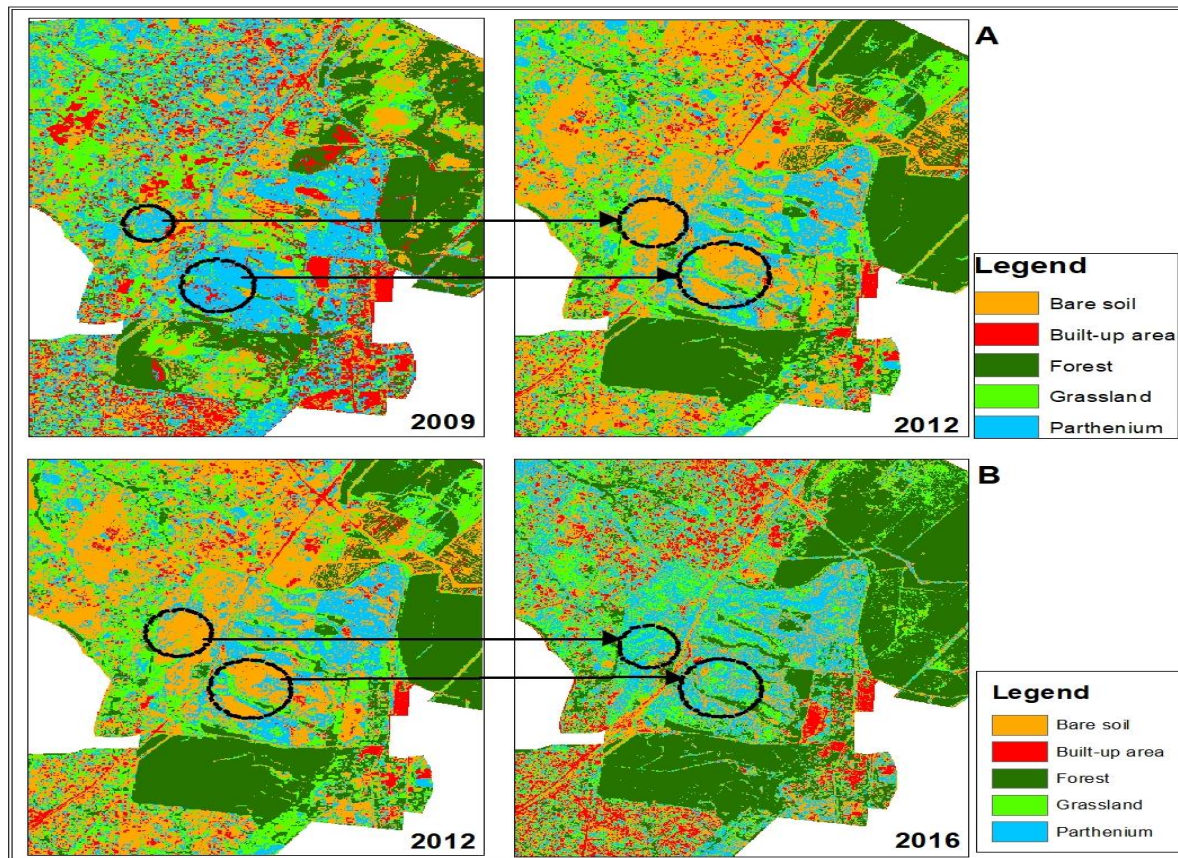 A
2009
2012
Legend
Bare soil
Built-up area
Forest
Grassland
Parthenium
B
2012
2016
Legend
Bare soil
Built-up area
Forest
Grassland
Parthenium